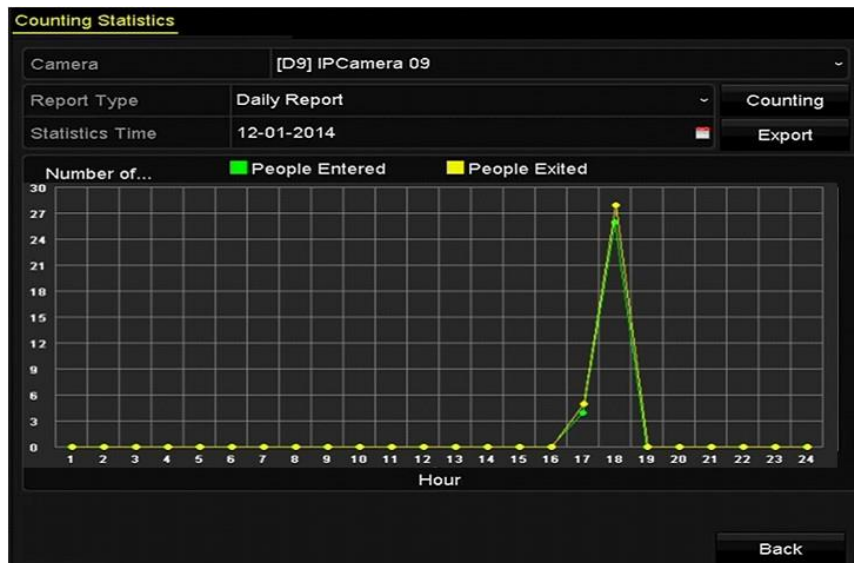 Counting Statistics
Camera [D9] IPCamera 09
Report Type Daily Report Counting
Statistics Time 12-01-2014 Export
Number of... People Entered People Exited
30
27
24
21
18
15
12
9
6
3
0
1 2 3 4 5 6 7 8 9 10 11 12 13 14 15 16 17 18 19 20 21 22 23 24
Hour
Back